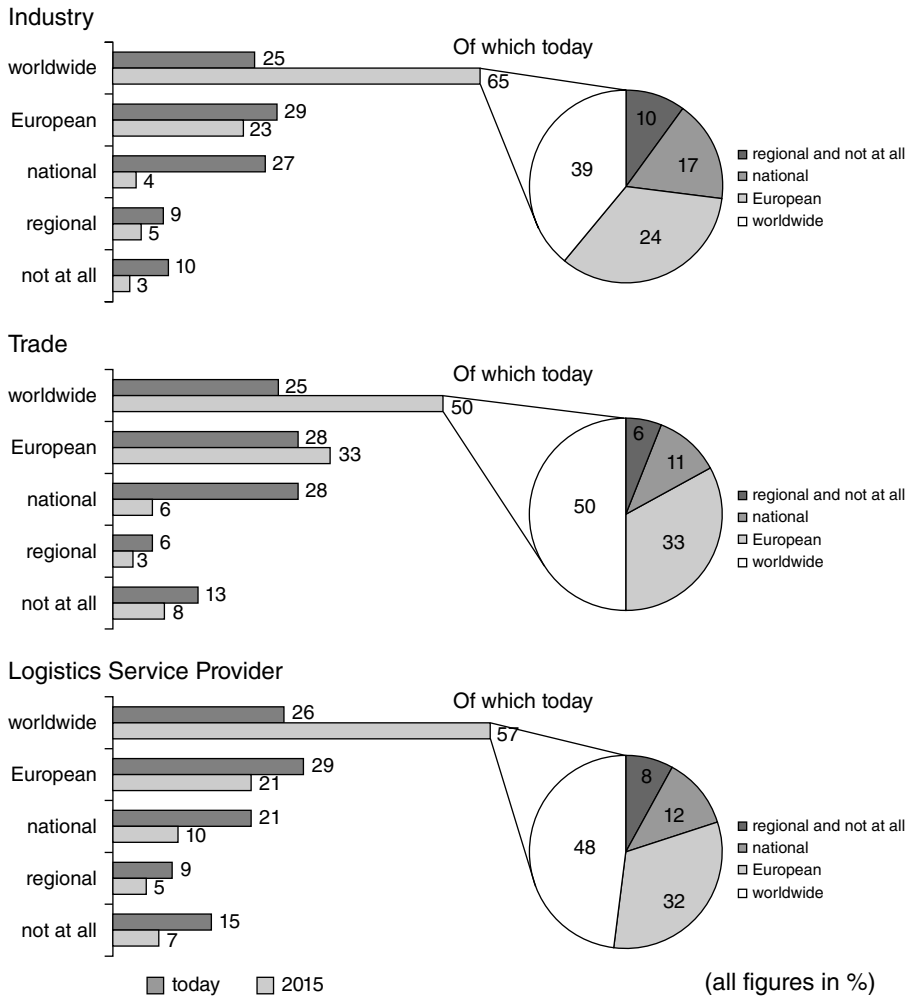 Industry
Of which today
worldwide 25
65
European 29
23
national 27
4
regional 9
5
not at all 10
3
10
17
24
39
regional and not at all
national
European
worldwide
Trade
Of which today
worldwide 25
50
European 28
33
national 28
6
regional 6
3
not at all 13
8
6
11
33
50
regional and not at all
national
European
worldwide
Logistics Service Provider
Of which today
worldwide 26
57
European 29
21
national 21
10
regional 9
5
not at all 15
7
8
12
32
48
regional and not at all
national
European
worldwide
today 2015
(all figures in %)